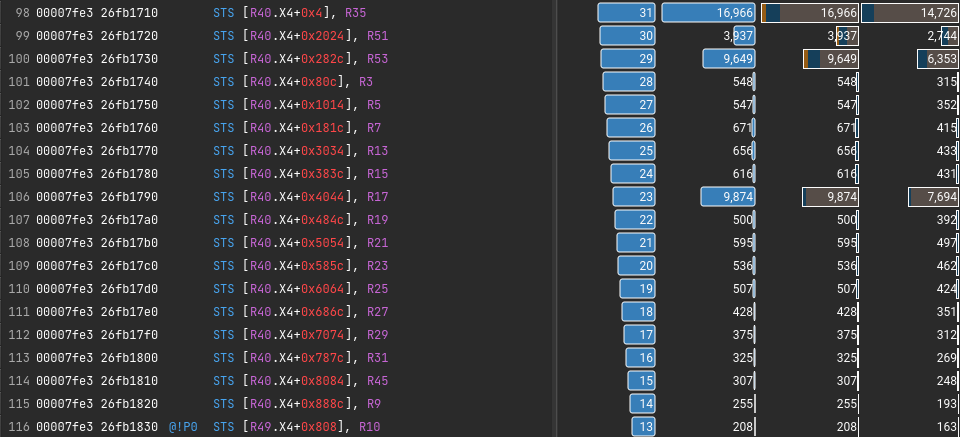 98 00007fe3 26fb1710 STS [R40.X4+0x4], R35 31 16,966 16,966 14,726
99 00007fe3 26fb1720 STS [R40.X4+0x2024], R51 30 3,937 3,937 2,744
100 00007fe3 26fb1730 STS [R40.X4+0x282c], R53 29 9,649 9,649 6,353
101 00007fe3 26fb1740 STS [R40.X4+0x80c], R3 28 548 548 315
102 00007fe3 26fb1750 STS [R40.X4+0x1014], R5 27 547 547 352
103 00007fe3 26fb1760 STS [R40.X4+0x181c], R7 26 671 671 415
104 00007fe3 26fb1770 STS [R40.X4+0x3034], R13 25 656 656 433
105 00007fe3 26fb1780 STS [R40.X4+0x383c], R15 24 616 616 431
106 00007fe3 26fb1790 STS [R40.X4+0x4044], R17 23 9,874 9,874 7,694
107 00007fe3 26fb17a0 STS [R40.X4+0x484c], R19 22 500 500 392
108 00007fe3 26fb17b0 STS [R40.X4+0x5054], R21 21 595 595 497
109 00007fe3 26fb17c0 STS [R40.X4+0x585c], R23 20 536 536 462
110 00007fe3 26fb17d0 STS [R40.X4+0x6064], R25 19 507 507 424
111 00007fe3 26fb17e0 STS [R40.X4+0x686c], R27 18 428 428 351
112 00007fe3 26fb17f0 STS [R40.X4+0x7074], R29 17 375 375 312
113 00007fe3 26fb1800 STS [R40.X4+0x787c], R31 16 325 325 269
114 00007fe3 26fb1810 STS [R40.X4+0x8084], R45 15 307 307 248
115 00007fe3 26fb1820 STS [R40.X4+0x888c], R9 14 255 255 193
116 00007fe3 26fb1830 @!P0 STS [R49.X4+0x808], R10 13 208 208 163